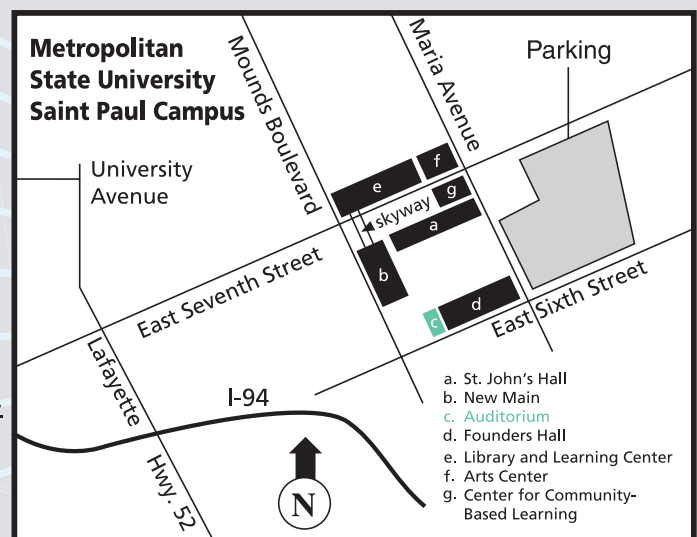 Metropolitan
State University
Saint Paul Campus
Mounds Boulevard
Maria Avenue
Parking
University
Avenue
e
f
g
skyway
a
b
c
d
East Seventh Street
East Sixth Street
Lafayette
Hwy. 52
I-94
N
a. St. John's Hall
b. New Main
c. Auditorium
d. Founders Hall
e. Library and Learning Center
f. Arts Center
g. Center for Community-
Based Learning